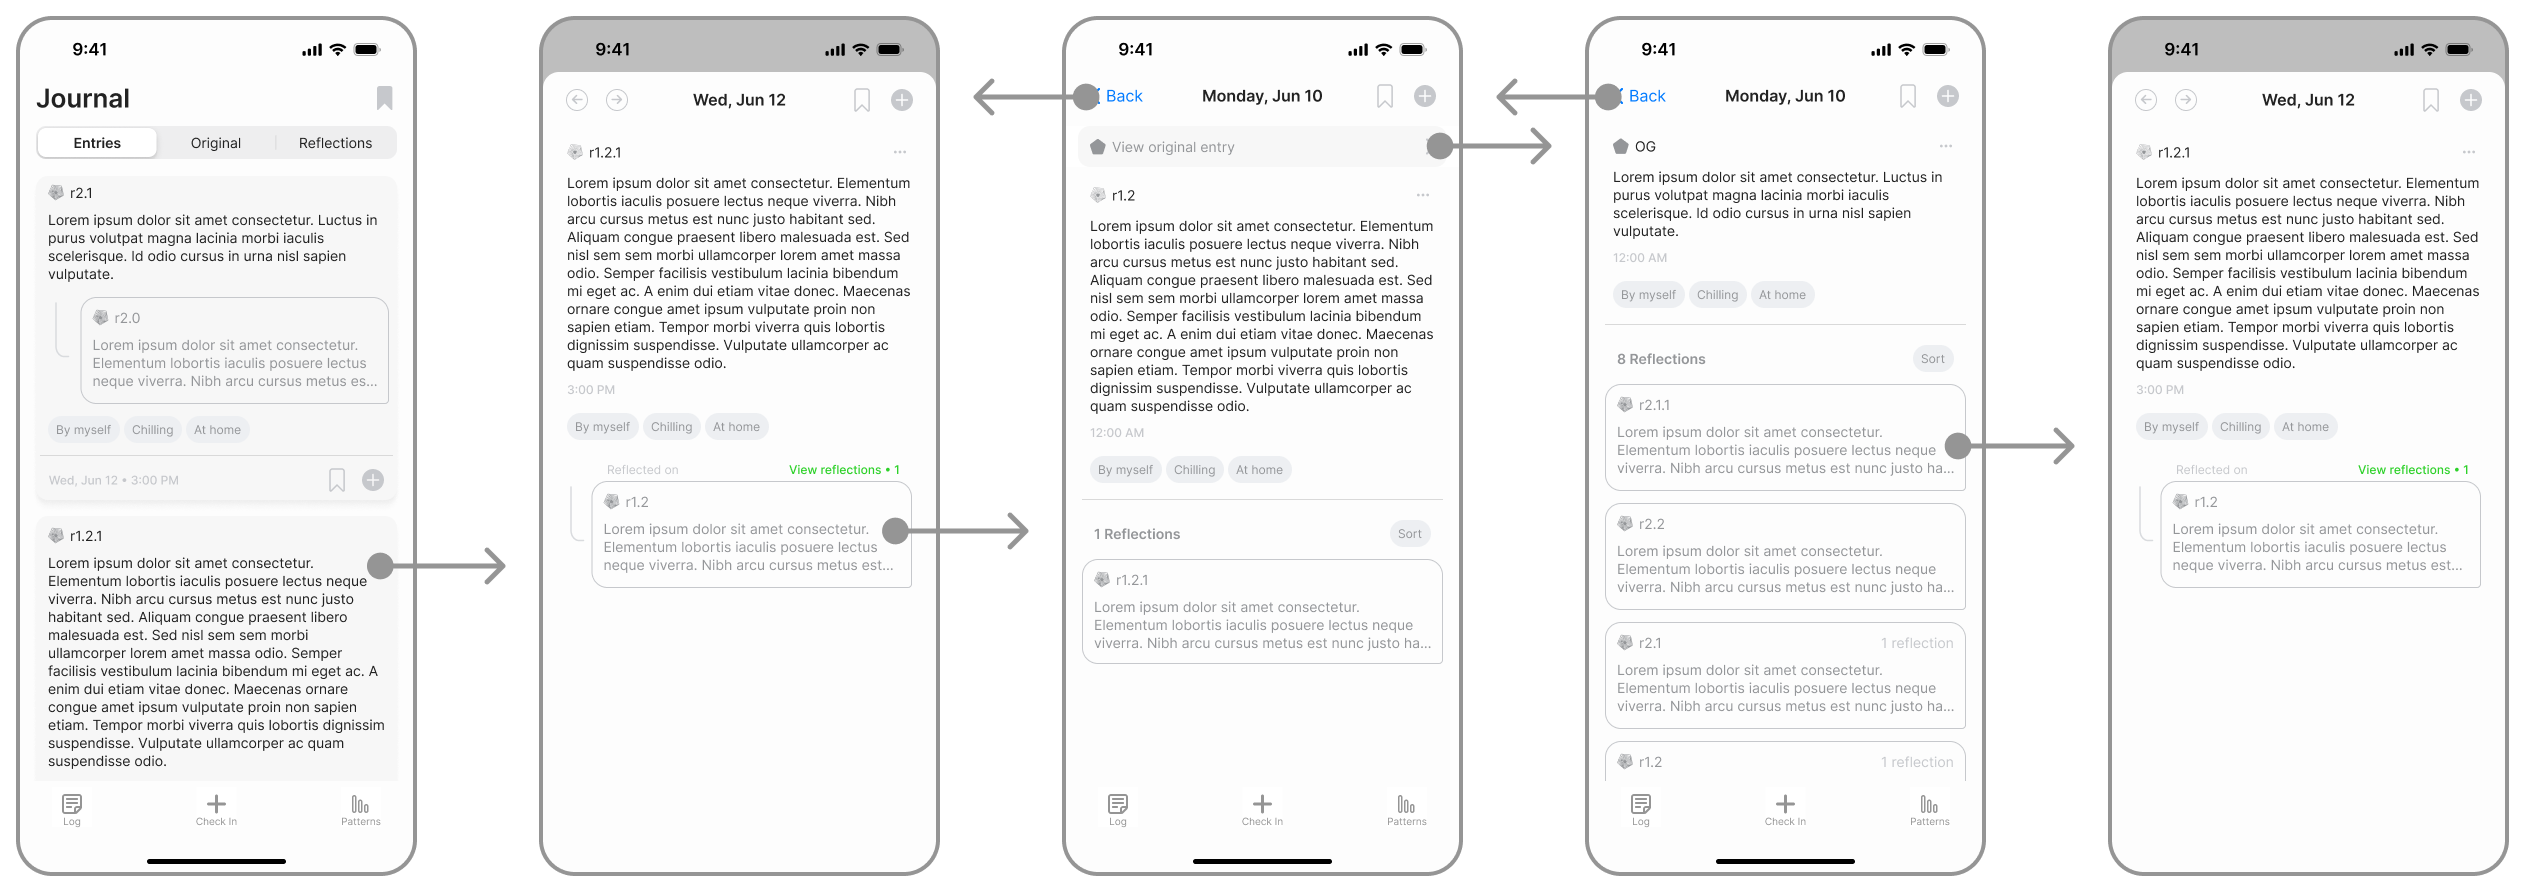 9:41
Journal
Entries
Original
Reflections
r2.1
Lorem ipsum dolor sit amet consectetur. Luctus in
purus volutpat magna lacinia morbi iaculis
scelerisque. Id odio cursus in urna nisl sapien
vulputate.
r2.0
Lorem ipsum dolor sit amet consectetur.
Elementum lobortis iaculis posuere lectus
neque viverra. Nibh arcu cursus metus es...
By myself
Chilling
At home
Wed, Jun 12 • 3:00 PM
r1.2.1
Lorem ipsum dolor sit amet consectetur.
Elementum lobortis iaculis posuere lectus neque
viverra. Nibh arcu cursus metus est nunc justo
habitant sed. Aliquam congue praesent libero
malesuada est. Sed nisl sem sem morbi
ullamcorper lorem amet massa odio. Semper
facilisis vestibulum lacinia bibendum mi eget ac. A
enim dui etiam vitae donec. Maecenas ornare
congue amet ipsum vulputate proin non sapien
etiam. Tempor morbi viverra quis lobortis dignissim
suspendisse. Vulputate ullamcorper ac quam
suspendisse odio.
Log
Check In
Patterns
9:41
Wed, Jun 12
r1.2.1
Lorem ipsum dolor sit amet consectetur. Elementum
lobortis iaculis posuere lectus neque viverra. Nibh
arcu cursus metus est nunc justo habitant sed.
Aliquam congue praesent libero malesuada est. Sed
nisl sem sem morbi ullamcorper lorem amet massa
odio. Semper facilisis vestibulum lacinia bibendum
mi eget ac. A enim dui etiam vitae donec. Maecenas
ornare congue amet ipsum vulputate proin non
sapien etiam. Tempor morbi viverra quis lobortis
dignissim suspendisse. Vulputate ullamcorper ac
quam suspendisse odio.
3:00 PM
By myself
Chilling
At home
Reflected on
View reflections • 1
r1.2
Lorem ipsum dolor sit amet consectetur.
Elementum lobortis iaculis posuere lectus
neque viverra. Nibh arcu cursus metus est...
9:41
Back
Monday, Jun 10
View original entry
r1.2
Lorem ipsum dolor sit amet consectetur. Elementum
lobortis iaculis posuere lectus neque viverra. Nibh
arcu cursus metus est nunc justo habitant sed.
Aliquam congue praesent libero malesuada est. Sed
nisl sem sem morbi ullamcorper lorem amet massa
odio. Semper facilisis vestibulum lacinia bibendum
mi eget ac. A enim dui etiam vitae donec. Maecenas
ornare congue amet ipsum vulputate proin non
sapien etiam. Tempor morbi viverra quis lobortis
dignissim suspendisse. Vulputate ullamcorper ac
quam suspendisse odio.
12:00 AM
By myself
Chilling
At home
1 Reflections
Sort
r1.2.1
Lorem ipsum dolor sit amet consectetur.
Elementum lobortis iaculis posuere lectus neque
viverra. Nibh arcu cursus metus est nunc justo ha...
Log
Check In
Patterns
9:41
Back
Monday, Jun 10
OG
Lorem ipsum dolor sit amet consectetur. Luctus in
purus volutpat magna lacinia morbi iaculis
scelerisque. Id odio cursus in urna nisl sapien
vulputate.
12:00 AM
By myself
Chilling
At home
8 Reflections
Sort
r2.1.1
Lorem ipsum dolor sit amet consectetur.
Elementum lobortis iaculis posuere lectus neque
viverra. Nibh arcu cursus metus est nunc justo ha...
r2.2
Lorem ipsum dolor sit amet consectetur.
Elementum lobortis iaculis posuere lectus neque
viverra. Nibh arcu cursus metus est nunc justo ha...
r2.1
1 reflection
Lorem ipsum dolor sit amet consectetur.
Elementum lobortis iaculis posuere lectus neque
viverra. Nibh arcu cursus metus est nunc justo ha...
r1.2
1 reflection
Log
Check In
Patterns
9:41
Wed, Jun 12
r1.2.1
Lorem ipsum dolor sit amet consectetur. Elementum
lobortis iaculis posuere lectus neque viverra. Nibh
arcu cursus metus est nunc justo habitant sed.
Aliquam congue praesent libero malesuada est. Sed
nisl sem sem morbi ullamcorper lorem amet massa
odio. Semper facilisis vestibulum lacinia bibendum
mi eget ac. A enim dui etiam vitae donec. Maecenas
ornare congue amet ipsum vulputate proin non
sapien etiam. Tempor morbi viverra quis lobortis
dignissim suspendisse. Vulputate ullamcorper ac
quam suspendisse odio.
3:00 PM
By myself
Chilling
At home
Reflected on
View reflections • 1
r1.2
Lorem ipsum dolor sit amet consectetur.
Elementum lobortis iaculis posuere lectus
neque viverra. Nibh arcu cursus metus est...